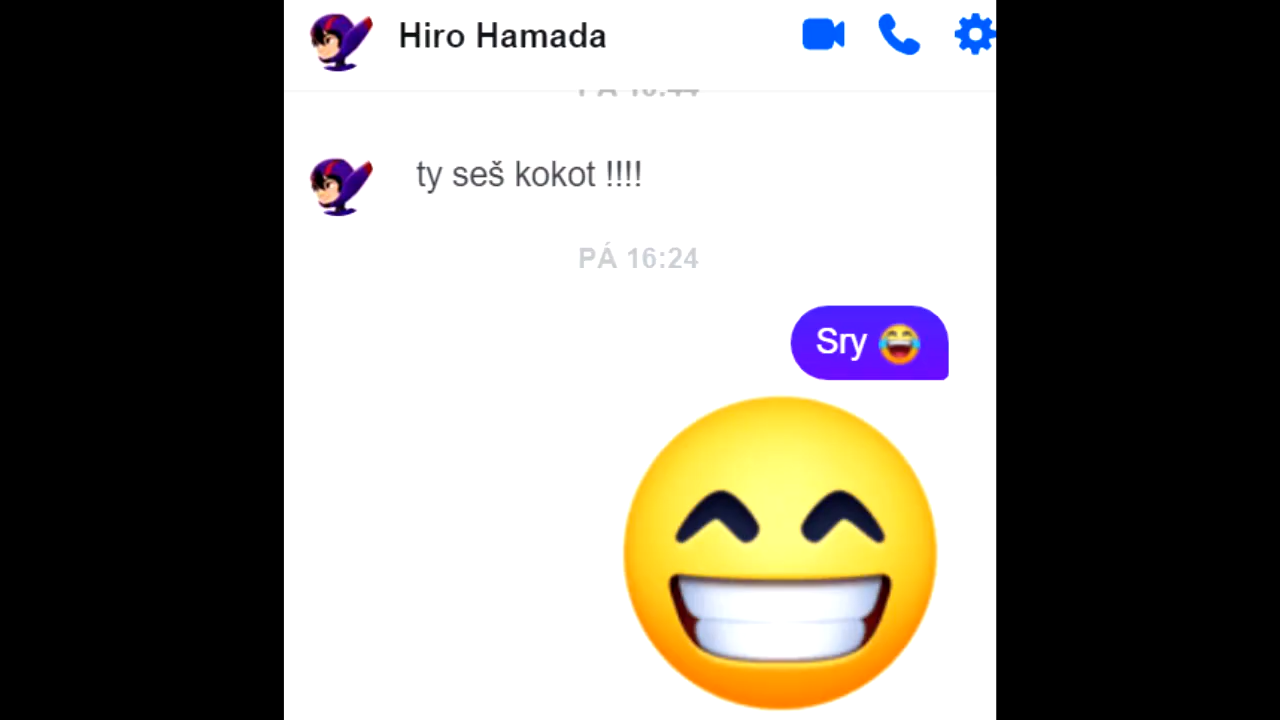 Hiro Hamada
ty seš kokot !!!!
PÁ 16:24
Sry 😂